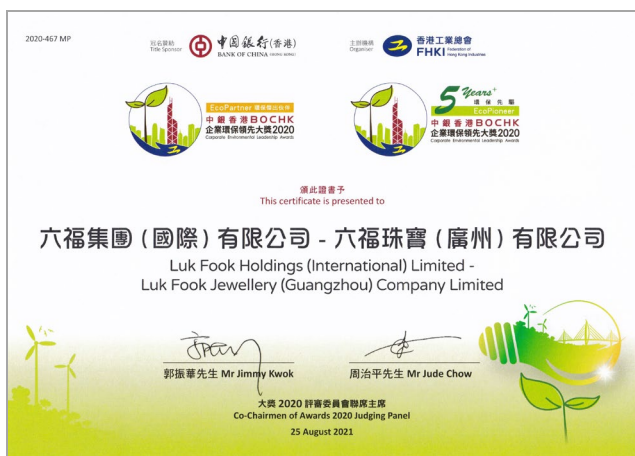 2020-467 MP
冠名贊助
Title Sponsor
中國銀行(香港)
BANK OF CHINA (HONG KONG)
主辦機構
Organiser
香港工業總會
FHKI Federation of
Hong Kong Industries
EcoPartner 環保傑出伙伴
中銀香港BOCHK
企業環保領先大獎2020
Corporate Environmental Leadership Awards
5 Years+
環保先驅
EcoPioneer
中銀香港BOCHK
企業環保領先大獎2020
Corporate Environmental Leadership Awards
頒此證書予
This certificate is presented to
六福集團(國際)有限公司 - 六福珠寶(廣州)有限公司
Luk Fook Holdings (International) Limited -
Luk Fook Jewellery (Guangzhou) Company Limited
郭振華先生 Mr Jimmy Kwok
周治平先生 Mr Jude Chow
大獎 2020 評審委員會聯席主席
Co-Chairmen of Awards 2020 Judging Panel
25 August 2021